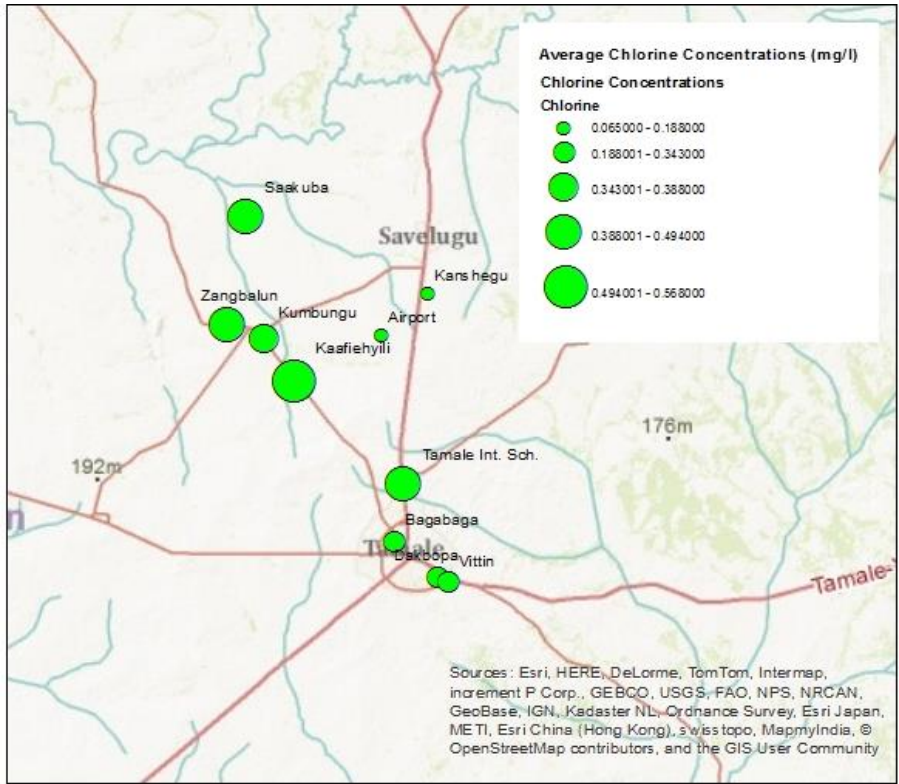 Average Chlorine Concentrations (mg/l)
Chlorine Concentrations
Chlorine
0.065000 - 0.188000
0.188001 - 0.343000
0.343001 - 0.388000
0.388001 - 0.494000
0.494001 - 0.568000
Saakuba
Savelugu
Kanshegu
Zangbalun
Kumbungu
Airport
Kaafiehyili
176m
192m
Tamale Int. Sch.
n
Bagabaga
Tamale
Dakbopa
Vittin
Tamale-
Sources: Esri, HERE, DeLorme, TomTom, Intermap,
increment P Corp., GEBCO, USGS, FAO, NPS, NRCAN,
GeoBase, IGN, Kadaster NL, Ordnance Survey, Esri Japan,
METI, Esri China (Hong Kong), swisstopo, MapmyIndia, ©
OpenStreetMap contributors, and the GIS User Community